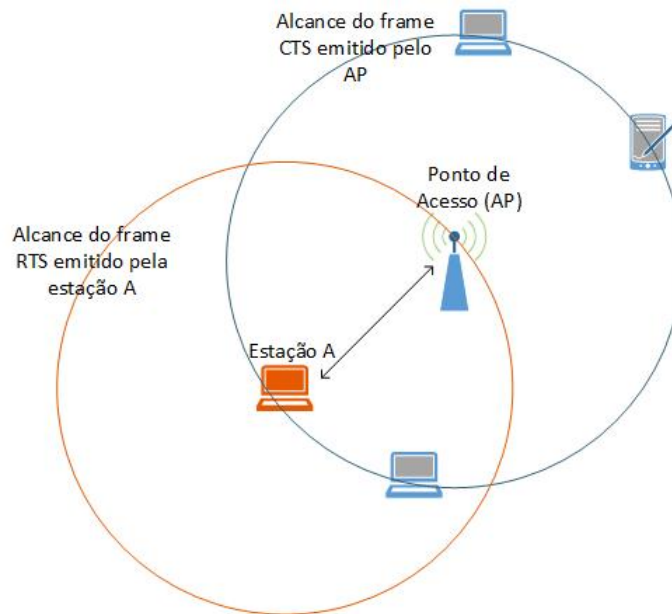 Alcance do frame
CTS emitido pelo
AP
Ponto de
Acesso (AP)
Alcance do frame
RTS emitido pela
estação A
Estação A